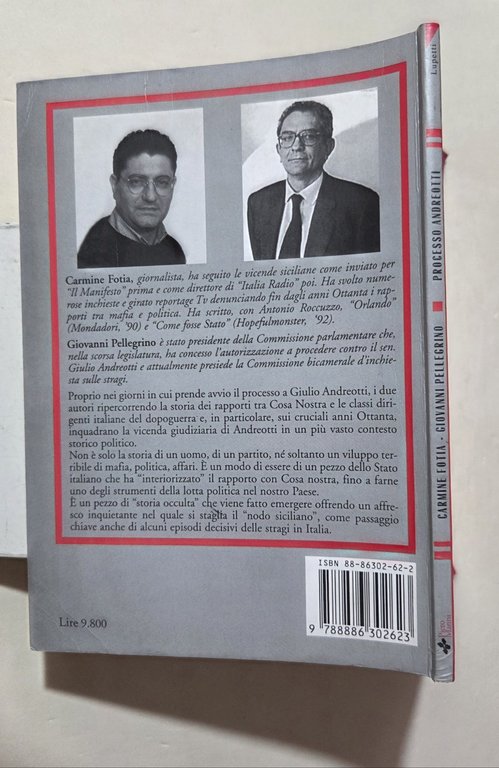 Carmine Fotia, giornalista, ha seguito le vicende siciliane come inviato per
"Il Manifesto" prima e come direttore di "Italia Radio" poi. Ha svolto nume-
rose inchieste e girato reportage Tv denunciando fin dagli anni Ottanta i rap-
porti tra mafia e politica. Ha scritto, con Antonio Roccuzzo, "Orlando"
(Mondadori, '90) e "Come fosse Stato" (Hopefulmonster, '92).
Giovanni Pellegrino è stato presidente della Commissione parlamentare che,
nella scorsa legislatura, ha concesso l'autorizzazione a procedere contro il sen.
Giulio Andreotti e attualmente presiede la Commissione bicamerale d'inchie-
sta sulle stragi.
Proprio nei giorni in cui prende avvio il processo a Giulio Andreotti, i due
autori ripercorrendo la storia dei rapporti tra Cosa Nostra e le classi diri-
genti italiane del dopoguerra e, in particolare, sui cruciali anni Ottanta,
inquadrano la vicenda giudiziaria di Andreotti in un più vasto contesto
storico politico.
Non è solo la storia di un uomo, di un partito, né soltanto un viluppo ter-
ribile di mafia, politica, affari. È un modo di essere di un pezzo dello Stato
italiano che ha "interiorizzato" il rapporto con Cosa nostra, fino a farne
uno degli strumenti della lotta politica nel nostro Paese.
È un pezzo di "storia occulta" che viene fatto emergere offrendo un affre-
sco inquietante nel quale si staglia il "nodo siciliano", come passaggio
chiave anche di alcuni episodi decisivi delle stragi in Italia.
Lire 9.800
ISBN 88-86302-62-2
9 788886 302623
CARMINE FOTIA - GIOVANNI PELLEGRINO PROCESSO ANDREOTTI
Lupetti
Piero
Manni